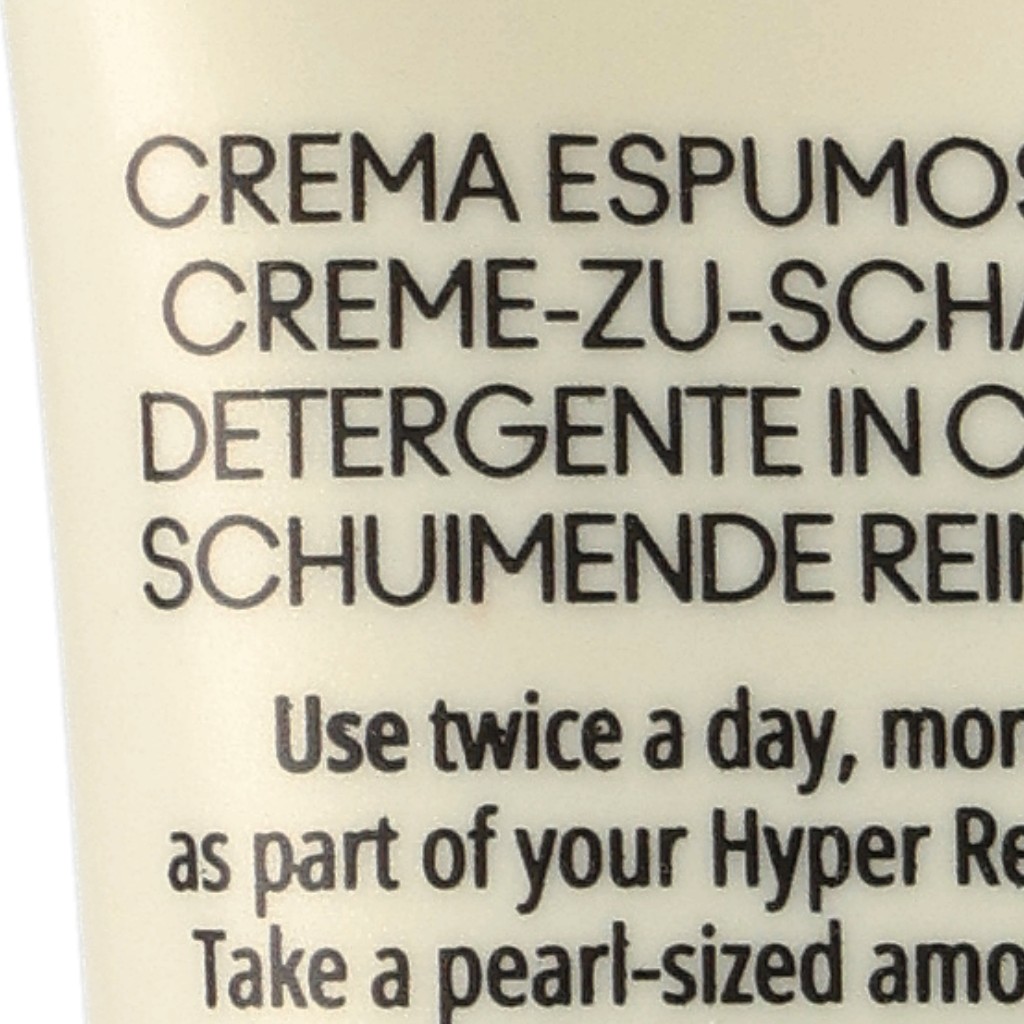 CREMA ESPUMOS
CREME-ZU-SCHA
DETERGENTE IN C
SCHUIMENDE REIN
Use twice a day, mor
as part of your Hyper Re
Take a pearl-sized amo